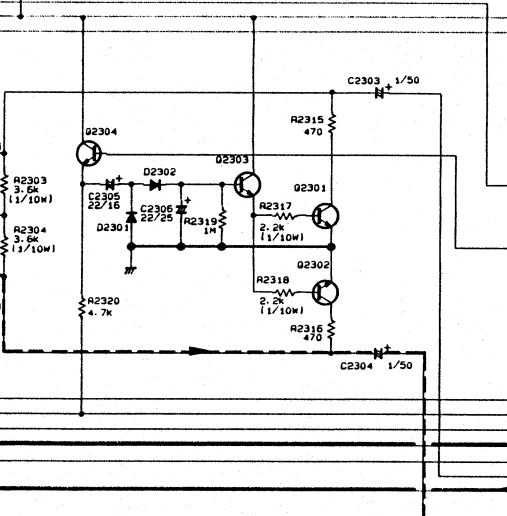 C2303
+
1/50
R2315
470
Q2304
R2303
3.6k
(1/10W)
D2302
Q2303
+
C2305
22/16
C2306
22/25
+
R2319
1M
R2317
2.2k
(1/10W)
Q2301
D2301
R2304
3.6k
(1/10W)
Q2302
R2318
2.2k
(1/10W)
R2320
4.7k
R2316
470
C2304
+
1/50